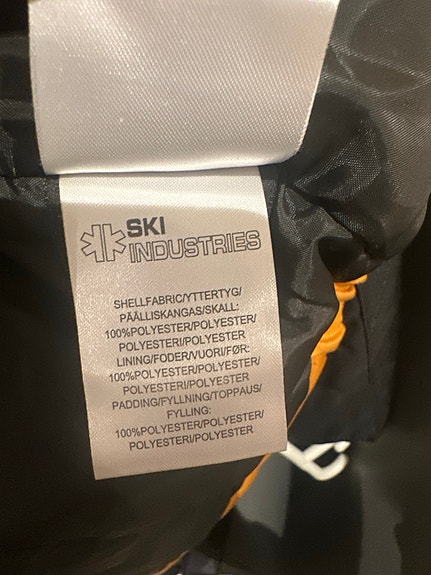 SKI
INDUSTRIES
SHELLFABRIC/YTTERTYG/
PÄÄLLISKANGAS/SKALL:
100%POLYESTER/POLYESTER/
POLYESTERI/POLYESTER
LINING/FODER/VUORI/FØR:
100%POLYESTER/POLYESTER/
POLYESTERI/POLYESTER
PADDING/FYLLNING/TOPPAUS/
FYLLING:
100%POLYESTER/POLYESTER/
POLYESTERI/POLYESTER